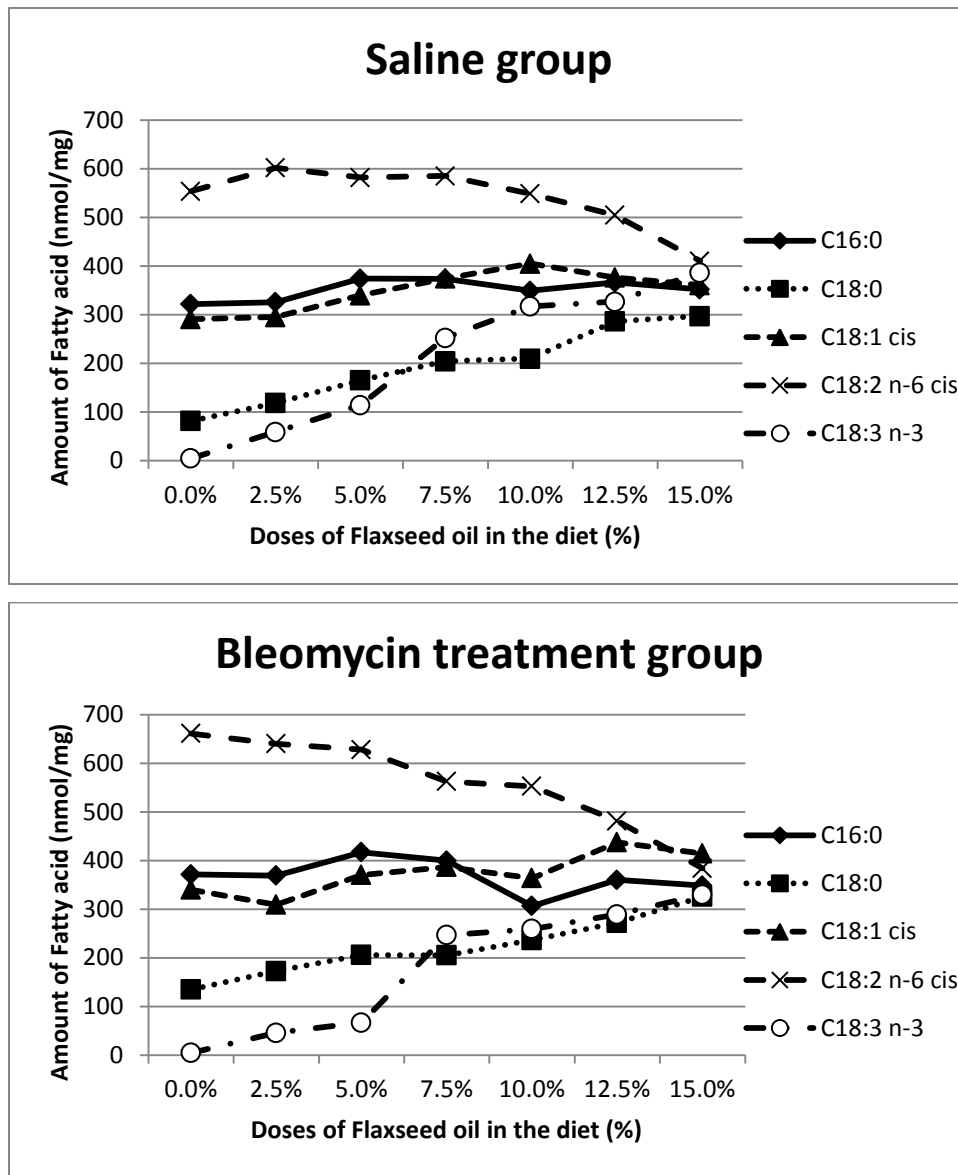 Saline group
Amount of Fatty acid (nmol/mg)
700
600
500
400
300
200
100
0
0.0% 2.5% 5.0% 7.5% 10.0% 12.5% 15.0%
Doses of Flaxseed oil in the diet (%)
C16:0
C18:0
C18:1 cis
C18:2 n-6 cis
C18:3 n-3
Bleomycin treatment group
Amount of Fatty acid (nmol/mg)
700
600
500
400
300
200
100
0
0.0% 2.5% 5.0% 7.5% 10.0% 12.5% 15.0%
Doses of Flaxseed oil in the diet (%)
C16:0
C18:0
C18:1 cis
C18:2 n-6 cis
C18:3 n-3